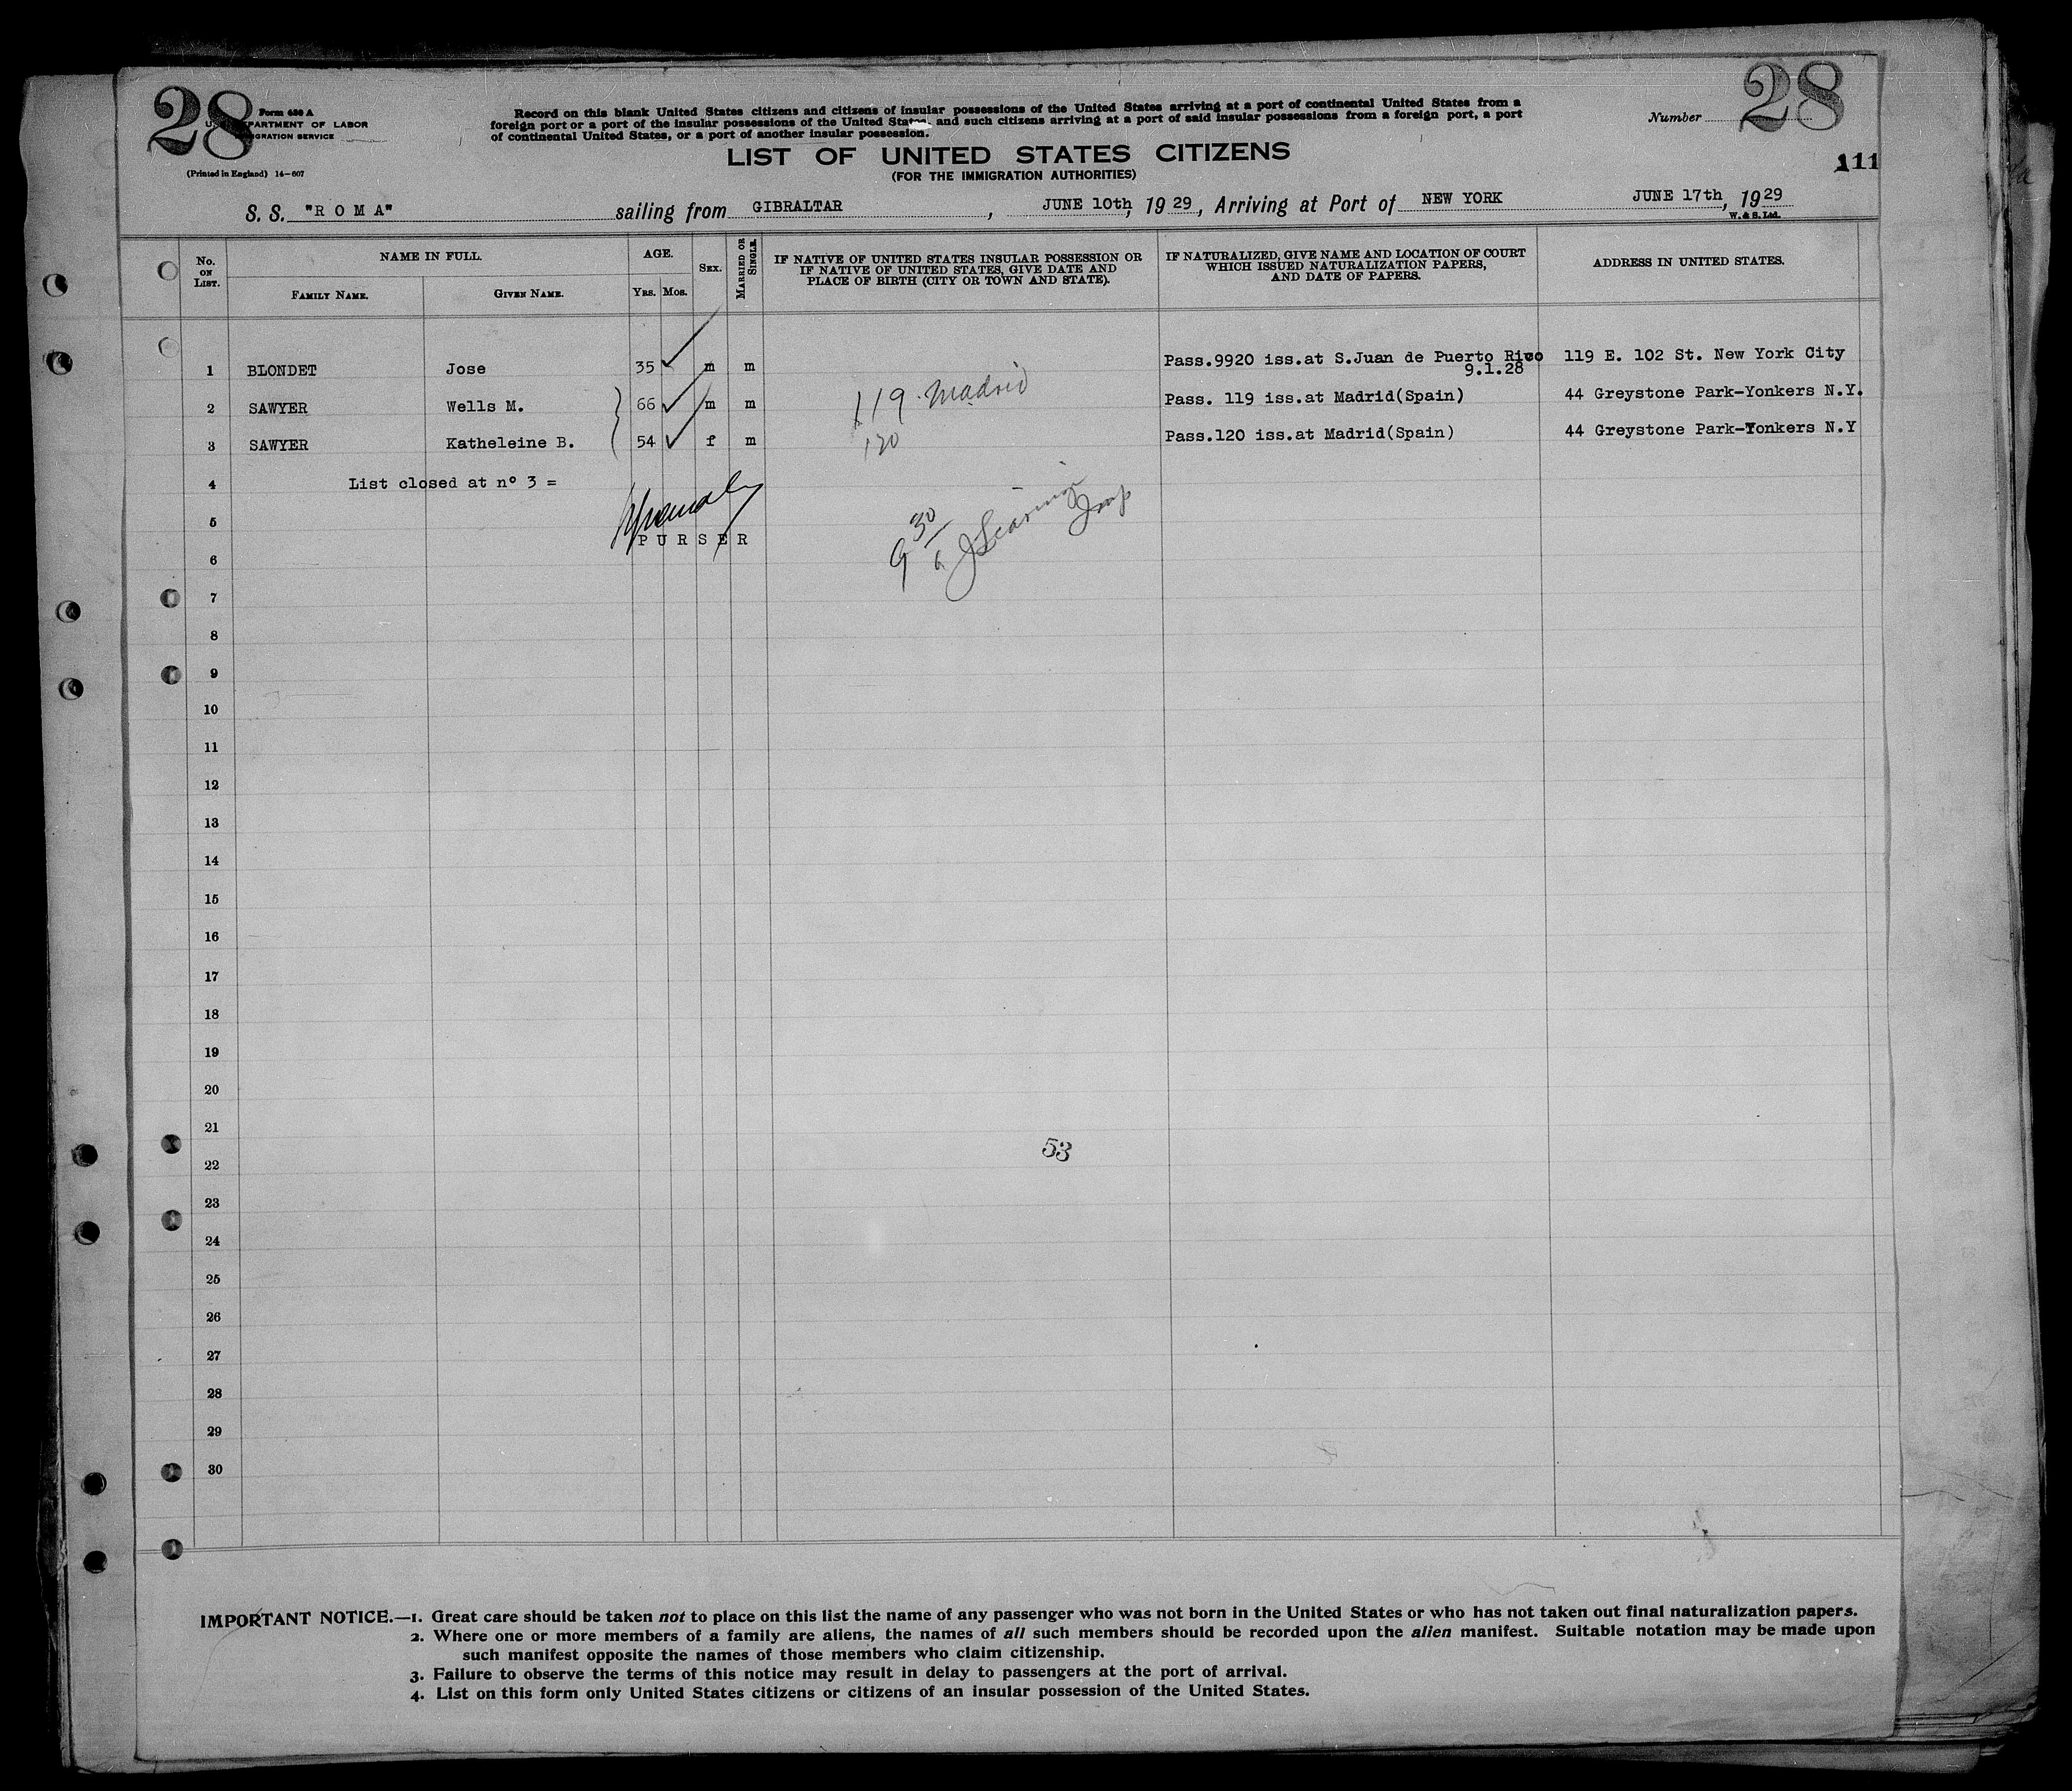 28
Form 630 A
DEPARTMENT OF LABOR
IMMIGRATION SERVICE
(Printed in England) 14—607
Record on this blank United States citizens and citizens of insular possessions of the United States arriving at a port of continental United States from a
foreign port or a port of the insular possessions of the United States, and such citizens arriving at a port of said insular possessions from a foreign port, a port
of continental United States, or a port of another insular possession.
LIST OF UNITED STATES CITIZENS
(FOR THE IMMIGRATION AUTHORITIES)
Number 28
111
S. S. "R O M A" sailing from GIBRALTAR, JUNE 10th, 1929, Arriving at Port of NEW YORK JUNE 17th, 1929
W. & S. Ltd.
No. ON LIST. NAME IN FULL. AGE. SEX. MARRIED OR SINGLE. IF NATIVE OF UNITED STATES INSULAR POSSESSION OR IF NATIVE OF UNITED STATES, GIVE DATE AND PLACE OF BIRTH (CITY OR TOWN AND STATE). IF NATURALIZED, GIVE NAME AND LOCATION OF COURT WHICH ISSUED NATURALIZATION PAPERS, AND DATE OF PAPERS. ADDRESS IN UNITED STATES.
FAMILY NAME. GIVEN NAME. YRS. MOS.
1 BLONDET Jose 35 m m Pass.9920 iss.at S.Juan de Puerto Rico 119 E. 102 St. New York City
9.1.28
2 SAWYER Wells M. 66 m m 119 Madrid Pass. 119 iss.at Madrid(Spain) 44 Greystone Park-Yonkers N.Y.
3 SAWYER Katheleine B. 54 f m 120 Pass.120 iss.at Madrid(Spain) 44 Greystone Park-Yonkers N.Y
4 List closed at n° 3 =
5 9 30
PURSER
6
7
8
9
10
11
12
13
14
15
16
17
18
19
20
21
53
22
23
24
25
26
27
28
29
30
IMPORTANT NOTICE.—1. Great care should be taken not to place on this list the name of any passenger who was not born in the United States or who has not taken out final naturalization papers.
2. Where one or more members of a family are aliens, the names of all such members should be recorded upon the alien manifest. Suitable notation may be made upon
such manifest opposite the names of those members who claim citizenship.
3. Failure to observe the terms of this notice may result in delay to passengers at the port of arrival.
4. List on this form only United States citizens or citizens of an insular possession of the United States.